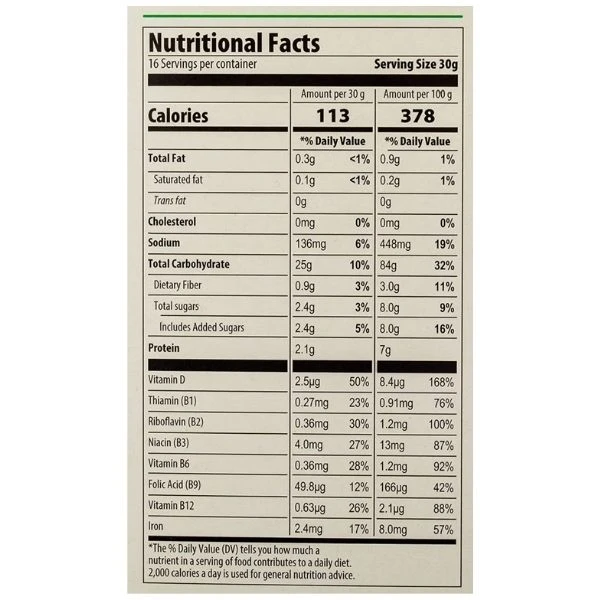 Nutritional Facts
16 Servings per container Serving Size 30g
Amount per 30 g Amount per 100 g
Calories 113 378
*% Daily Value *% Daily Value
Total Fat 0.3g <1% 0.9g 1%
Saturated fat 0.1g <1% 0.2g 1%
Trans fat 0g 0g
Cholesterol 0mg 0% 0mg 0%
Sodium 136mg 6% 448mg 19%
Total Carbohydrate 25g 10% 84g 32%
Dietary Fiber 0.9g 3% 3.0g 11%
Total sugars 2.4g 3% 8.0g 9%
Includes Added Sugars 2.4g 5% 8.0g 16%
Protein 2.1g 7g
Vitamin D 2.5µg 50% 8.4µg 168%
Thiamin (B1) 0.27mg 23% 0.91mg 76%
Riboflavin (B2) 0.36mg 30% 1.2mg 100%
Niacin (B3) 4.0mg 27% 13mg 87%
Vitamin B6 0.36mg 28% 1.2mg 92%
Folic Acid (B9) 49.8µg 12% 166µg 42%
Vitamin B12 0.63µg 26% 2.1µg 88%
Iron 2.4mg 17% 8.0mg 57%
*The % Daily Value (DV) tells you how much a
nutrient in a serving of food contributes to a daily diet.
2,000 calories a day is used for general nutrition advice.